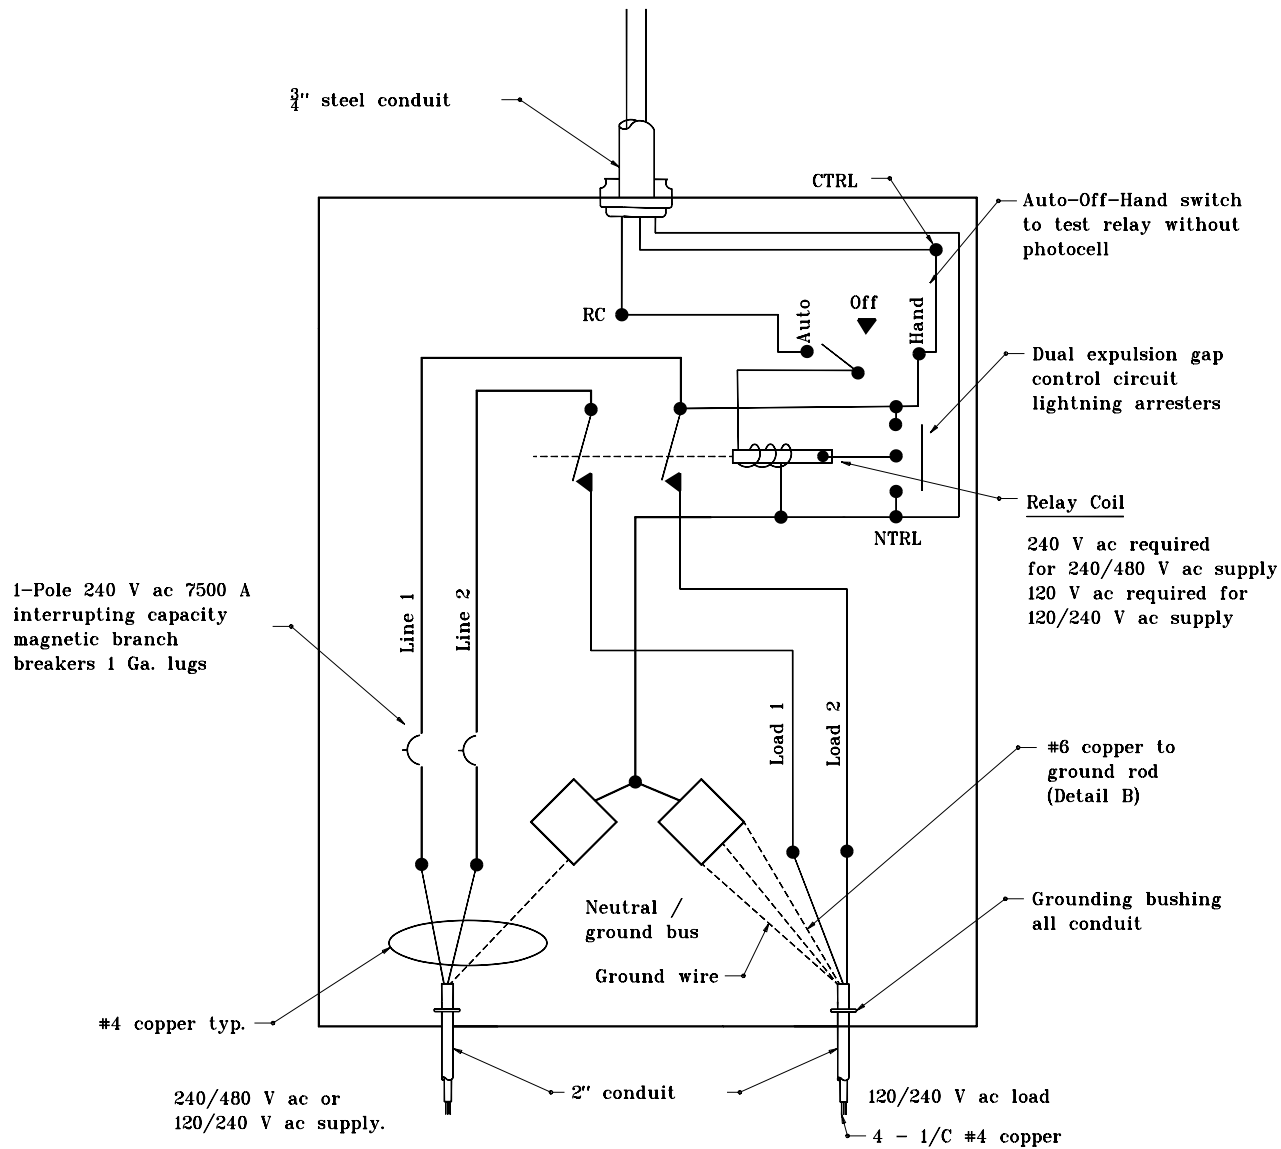 3/4" steel conduit
CTRL
Auto-Off-Hand switch
to test relay without
photocell
RC
Auto
Off
Hand
Dual expulsion gap
control circuit
lightning arresters
Relay Coil
NTRL
240 V ac required
for 240/480 V ac supply
120 V ac required for
120/240 V ac supply
1-Pole 240 V ac 7500 A
interrupting capacity
magnetic branch
breakers 1 Ga. lugs
Line 1
Line 2
Load 1
Load 2
#6 copper to
ground rod
(Detail B)
Neutral /
ground bus
Grounding bushing
all conduit
Ground wire
#4 copper typ.
2" conduit
240/480 V ac or
120/240 V ac supply.
120/240 V ac load
4 - 1/C #4 copper